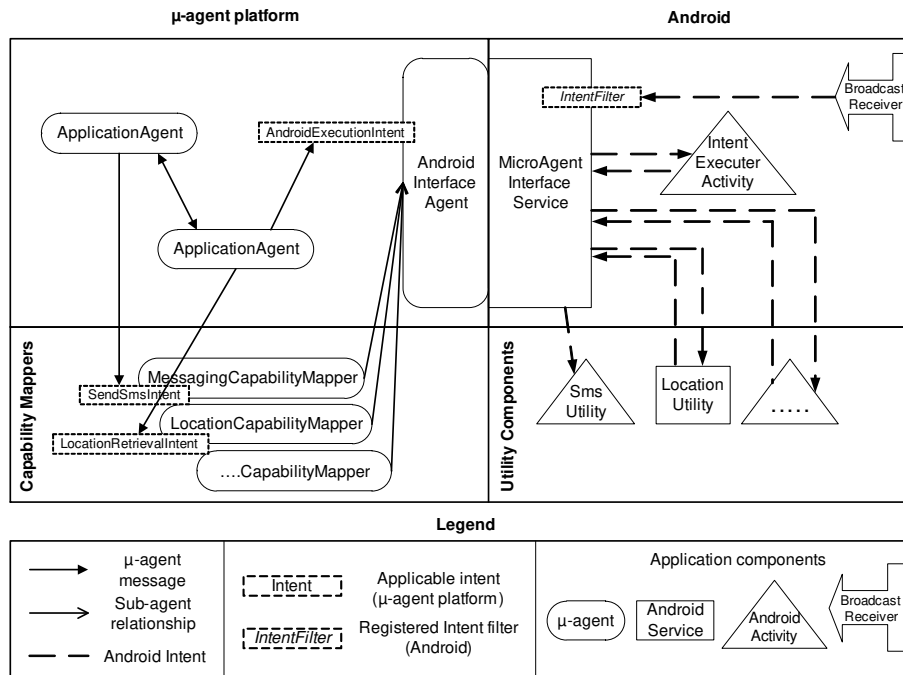 μ-agent platform
Android
ApplicationAgent
AndroidExecutionIntent
ApplicationAgent
Android
Interface
Agent
MicroAgent
Interface
Service
IntentFilter
Broadcast
Receiver
Intent
Executer
Activity
Capability Mappers
MessagingCapabilityMapper
SendSmsIntent
LocationCapabilityMapper
LocationRetrievalIntent
….CapabilityMapper
Utility Components
Sms
Utility
Location
Utility
.....
Legend
μ-agent
message
Sub-agent
relationship
Android Intent
Intent
Applicable intent
(μ-agent platform)
IntentFilter
Registered Intent filter
(Android)
Application components
μ-agent
Android
Service
Android
Activity
Broadcast
Receiver